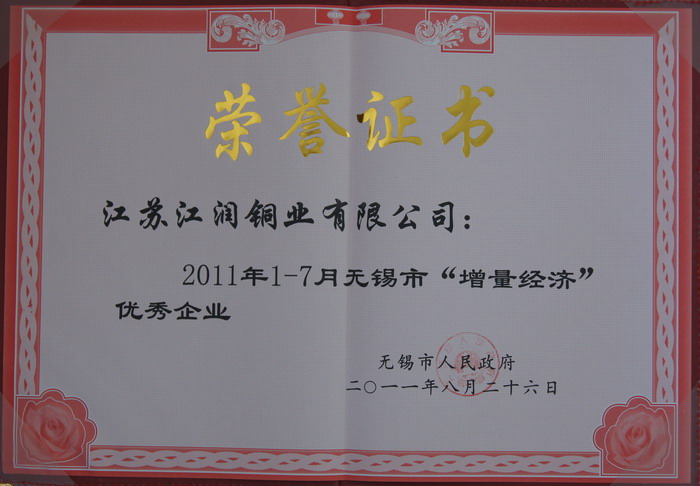 荣誉证书
江苏江润铜业有限公司：
2011年1-7月无锡市“增量经济”
优秀企业
无锡市人民政府
二〇一一年八月二十六日